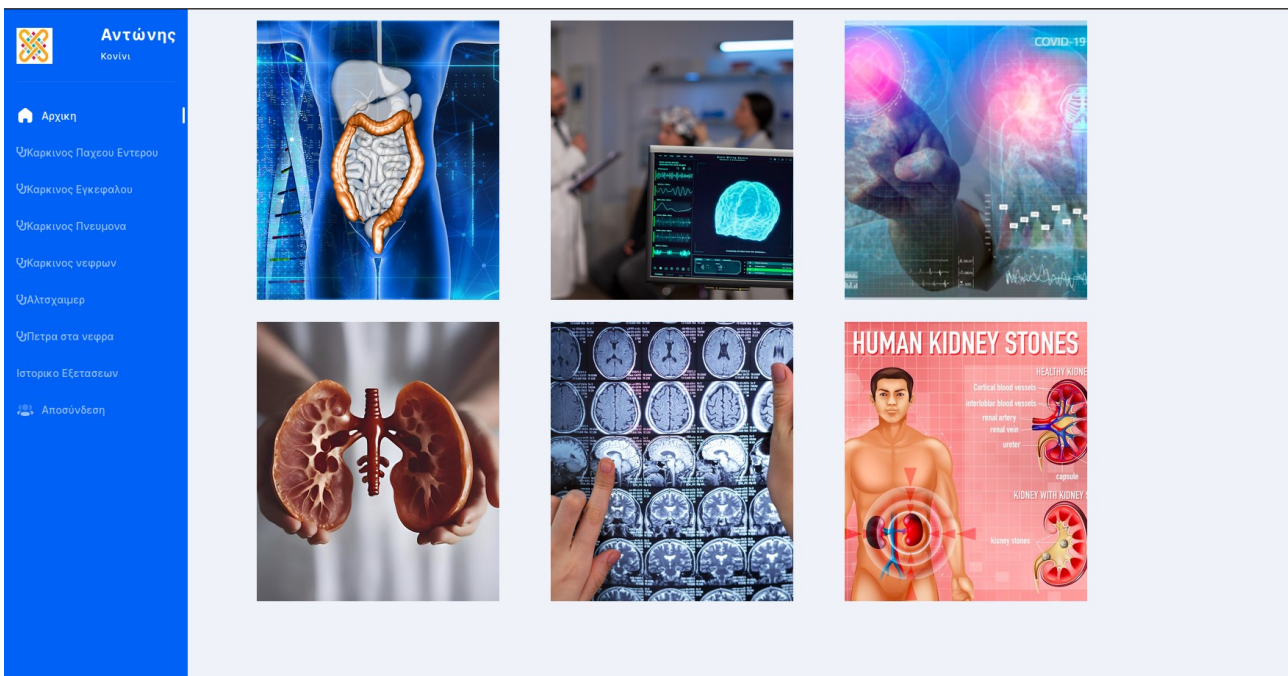 Αντώνης
Κονίνι
Αρχικη
Καρκινος Παχεου Εντερου
Καρκινος Εγκεφαλου
Καρκινος Πνευμονα
Καρκινος νεφρων
Αλτσχαιμερ
Πετρα στα νεφρα
Ιστορικο Εξετασεων
Αποσύνδεση
COVID-19
HUMAN KIDNEY STONES
HEALTHY KIDNE
Cortical blood vessels
interloblar blood vessels
renal artery
renal vein
ureter
capsule
KIDNEY WITH KIDNEY
kisney stones